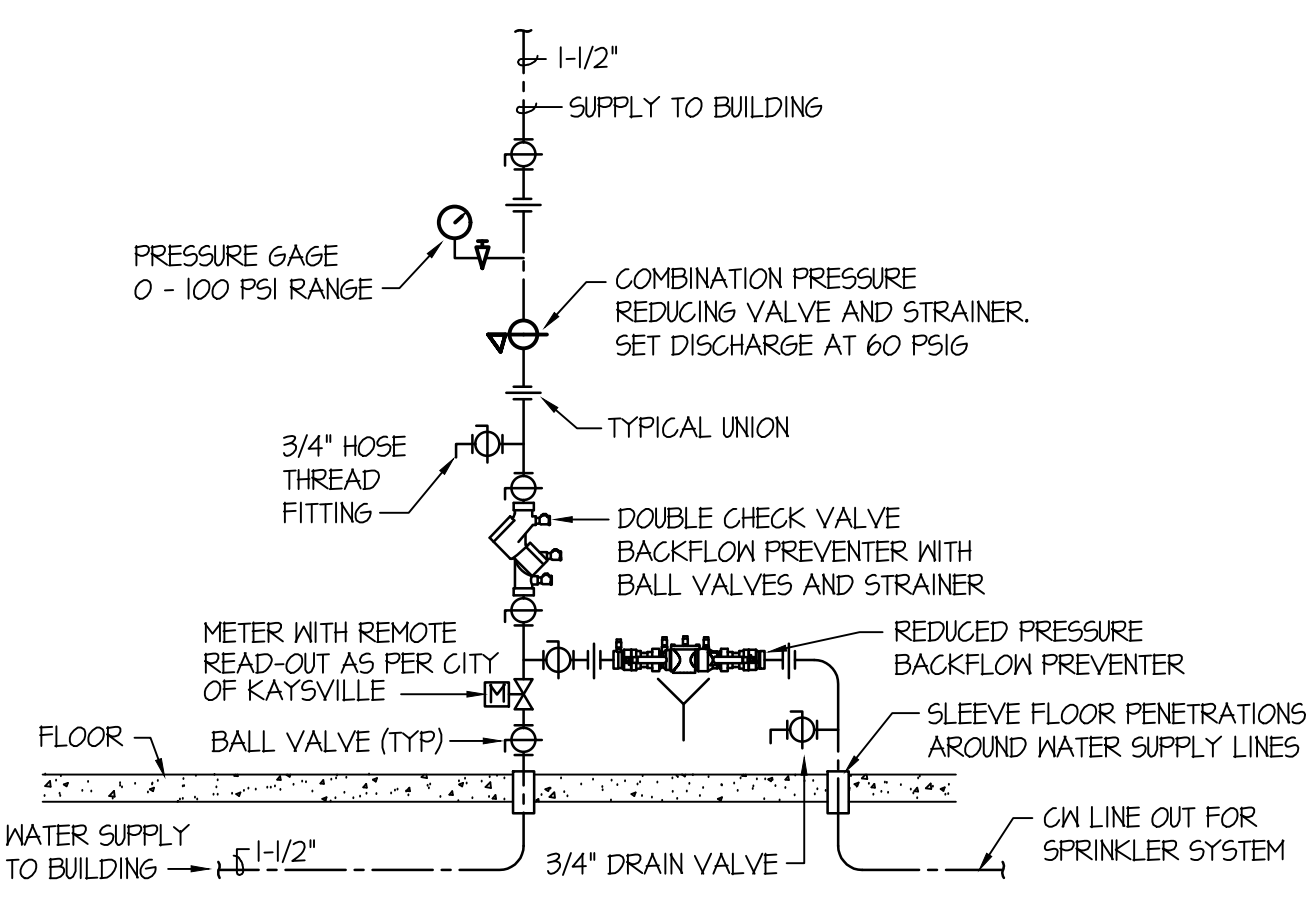 1-1/2"
SUPPLY TO BUILDING
PRESSURE GAGE
0 - 100 PSI RANGE
COMBINATION PRESSURE
REDUCING VALVE AND STRAINER.
SET DISCHARGE AT 60 PSIG
TYPICAL UNION
3/4" HOSE
THREAD
FITTING
DOUBLE CHECK VALVE
BACKFLOW PREVENTER WITH
BALL VALVES AND STRAINER
METER WITH REMOTE
READ-OUT AS PER CITY
OF KAYSVILLE
M
REDUCED PRESSURE
BACKFLOW PREVENTER
SLEEVE FLOOR PENETRATIONS
AROUND WATER SUPPLY LINES
FLOOR
BALL VALVE (TYP)
WATER SUPPLY
TO BUILDING
1-1/2"
3/4" DRAIN VALVE
CW LINE OUT FOR
SPRINKLER SYSTEM